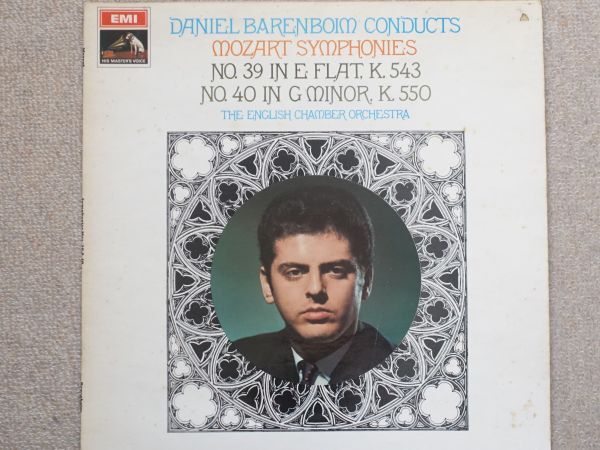 EMI
HIS MASTER'S VOICE
DANIEL BARENBOIM CONDUCTS
MOZART SYMPHONIES
NO. 39 IN E FLAT, K. 543
NO. 40 IN G MINOR, K. 550
THE ENGLISH CHAMBER ORCHESTRA